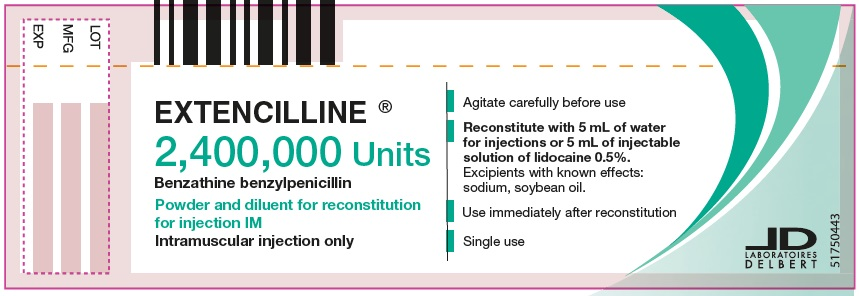 LOT
MFG
EXP
EXTENCILLINE ®
2,400,000 Units
Benzathine benzylpenicillin
Powder and diluent for reconstitution
for injection IM
Intramuscular injection only
Agitate carefully before use
Reconstitute with 5 mL of water
for injections or 5 mL of injectable
solution of lidocaine 0.5%.
Excipients with known effects:
sodium, soybean oil.
Use immediately after reconstitution
Single use
JD
LABORATOIRES
DELBERT
51750443